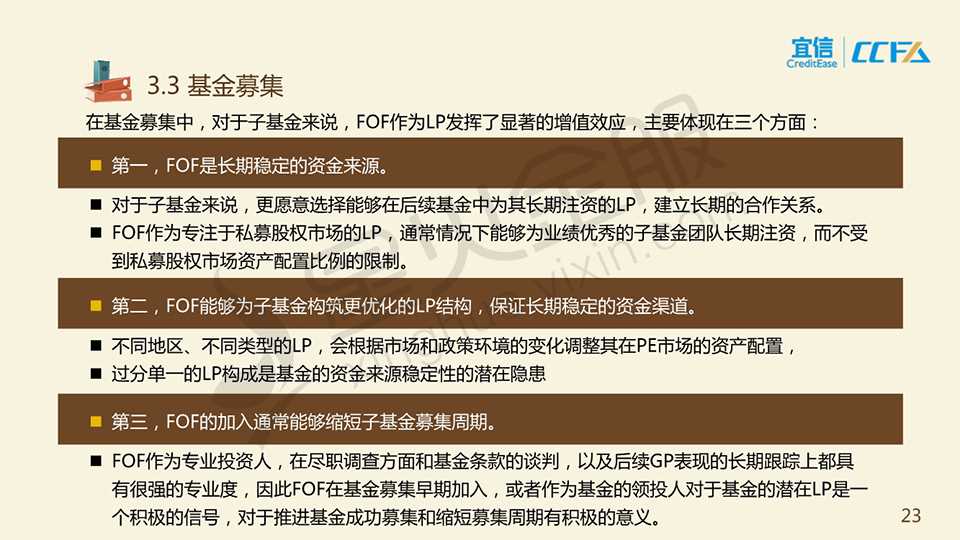 宜信
CreditEase
CCFA
3.3 基金募集
在基金募集中，对于子基金来说，FOF作为LP发挥了显著的增值效应，主要体现在三个方面：
第一，FOF是长期稳定的资金来源。
对于子基金来说，更愿意选择能够在后续基金中为其长期注资的LP，建立长期的合作关系。
FOF作为专注于私募股权市场的LP，通常情况下能够为业绩优秀的子基金团队长期注资，而不受
到私募股权市场资产配置比例的限制。
第二，FOF能够为子基金构筑更优化的LP结构，保证长期稳定的资金渠道。
不同地区、不同类型的LP，会根据市场和政策环境的变化调整其在PE市场的资产配置，
过分单一的LP构成是基金的资金来源稳定性的潜在隐患
第三，FOF的加入通常能够缩短子基金募集周期。
FOF作为专业投资人，在尽职调查方面和基金条款的谈判，以及后续GP表现的长期跟踪上都具
有很强的专业度，因此FOF在基金募集早期加入，或者作为基金的领投人对于基金的潜在LP是一
个积极的信号，对于推进基金成功募集和缩短募集周期有积极的意义。
23
星火金服
xinghuo.yixin.com